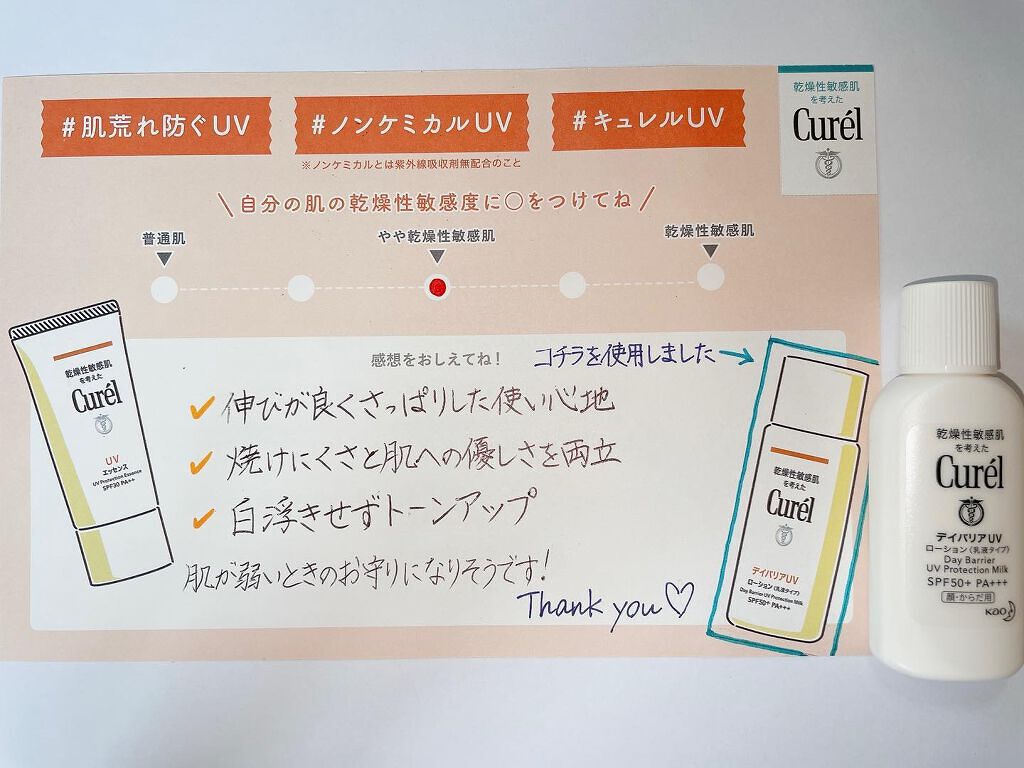 #肌荒れ防ぐUV
#ノンケミカルUV
#キュレルUV
※ノンケミカルとは紫外線吸収剤無配合のこと
乾燥性敏感肌
を考えた
Curél
\自分の肌の乾燥性敏感度に○をつけてね/
普通肌
やや乾燥性敏感肌
乾燥性敏感肌
感想をおしえてね!
コチラを使用しました→
✓伸びが良くさっぱりした使い心地
✓焼けにくさと肌への優しさを両立
✓白浮きせずトーンアップ
肌が弱いときのお守りになりそうです!
Thank you♡
乾燥性敏感肌
を考えた
Curél
UV
エッセンス
UV Protection Essence
SPF30 PA++
乾燥性敏感肌
を考えた
Curél
デイバリアUV
ローション(乳液タイプ)
Day Barrier UV Protection Milk
SPF50+ PA+++
乾燥性敏感肌
を考えた
Curél
デイバリアUV
ローション(乳液タイプ)
Day Barrier
UV Protection Milk
SPF50+ PA+++
顔・からだ用
Kao